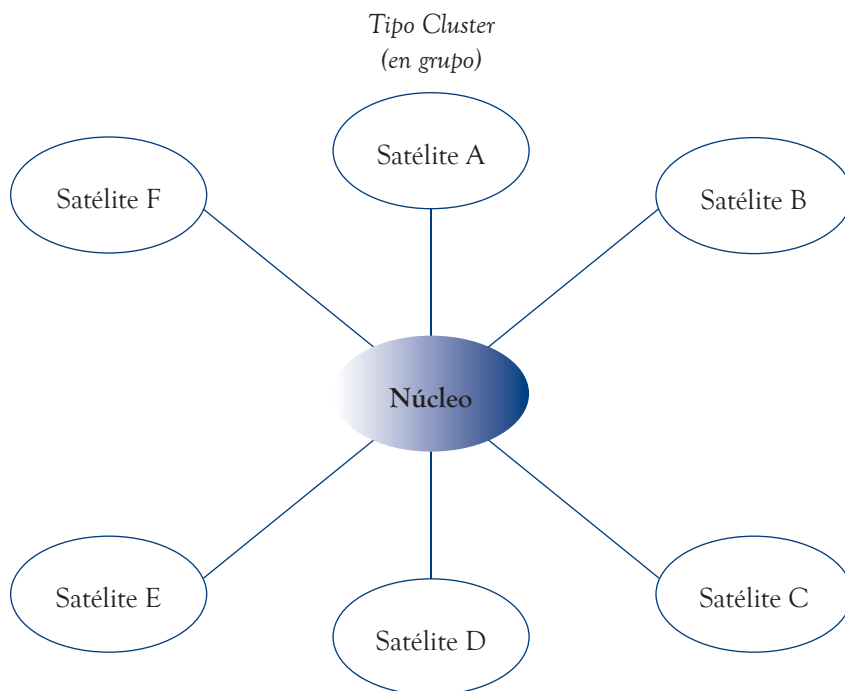 Tipo Cluster
(en grupo)
Satélite A
Satélite F
Satélite B
Núcleo
Satélite E
Satélite C
Satélite D